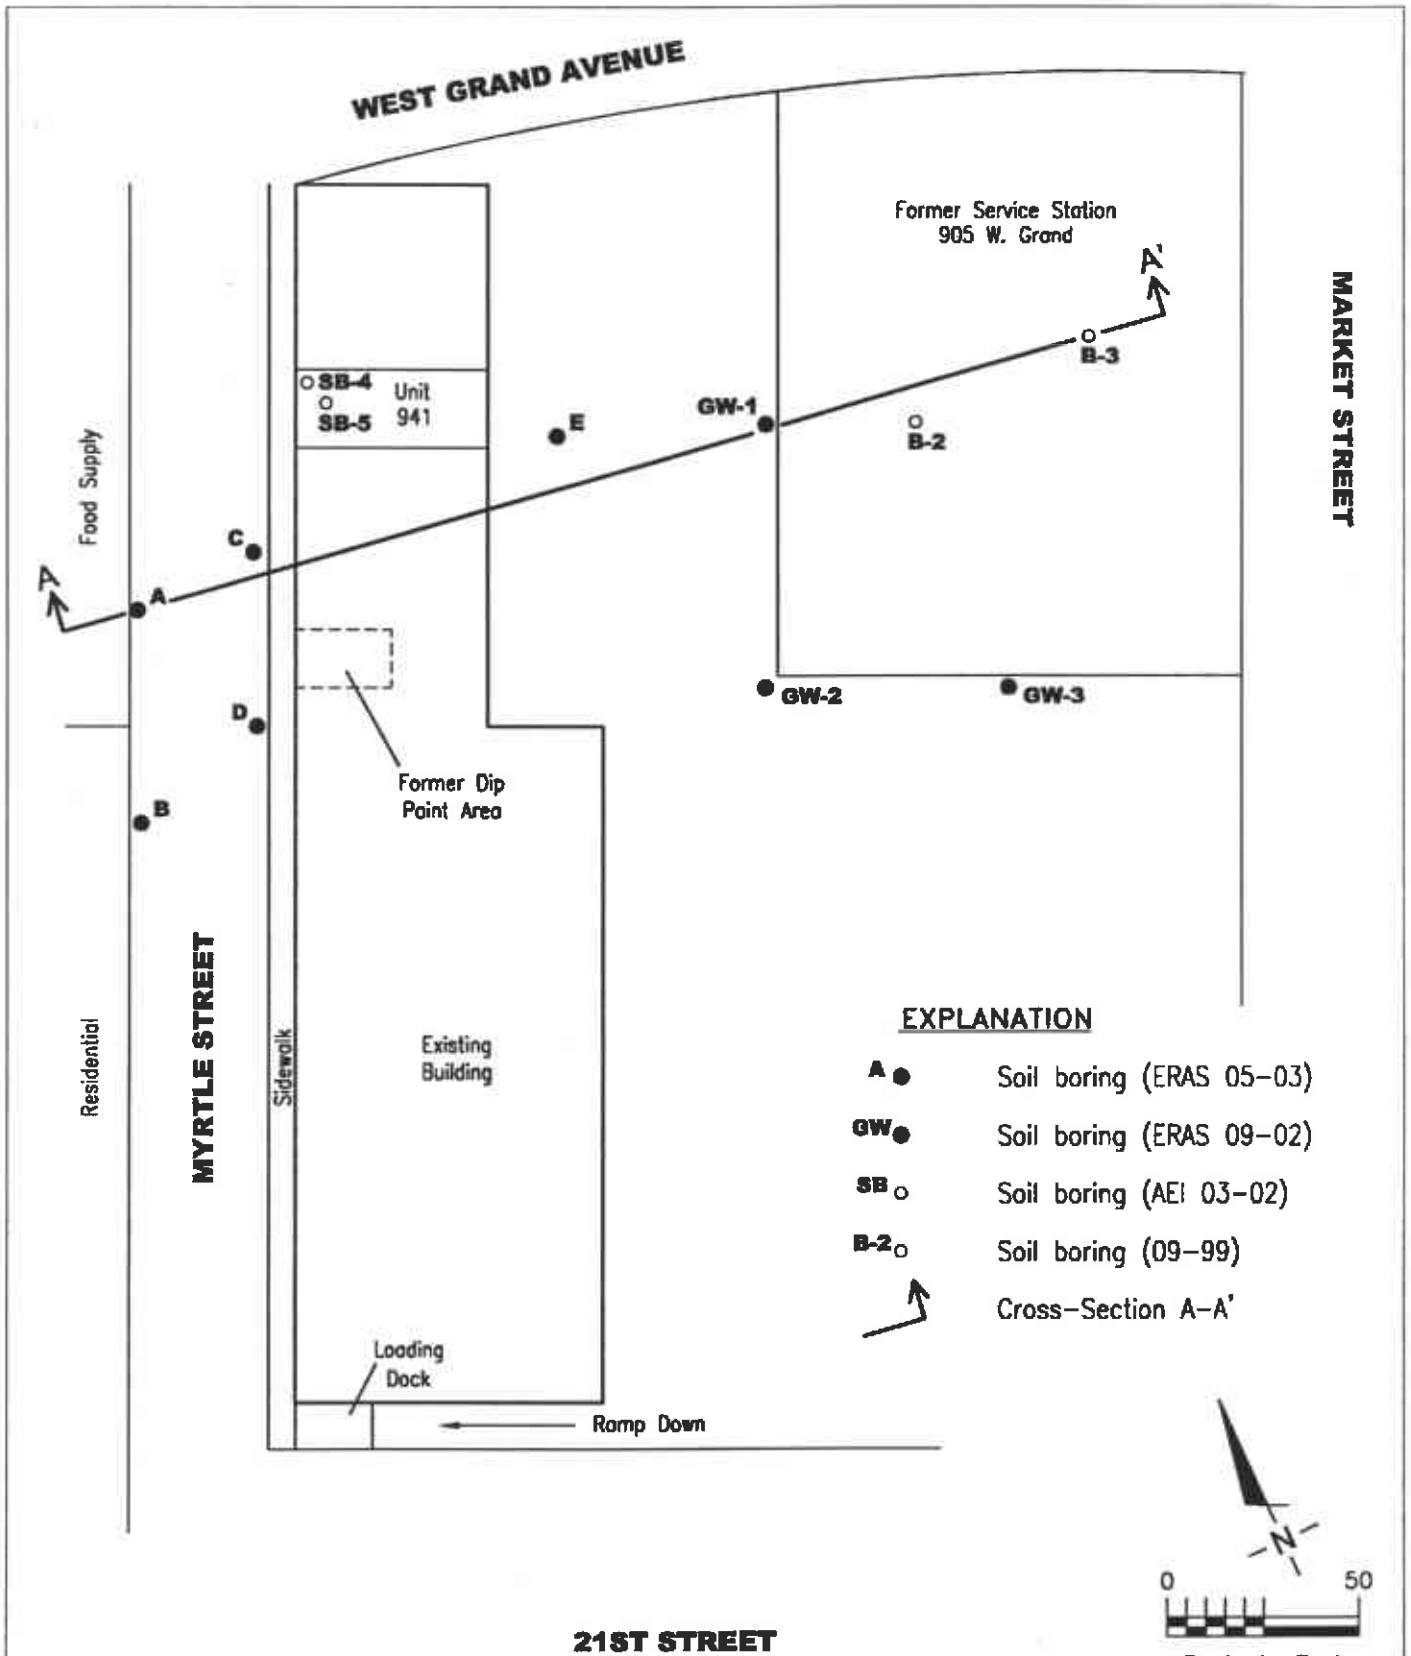 WEST GRAND AVENUE
Former Service Station
905 W. Grand
A'
MARKET STREET
B-3
SB-4
Unit
941
SB-5
E
GW-1
B-2
Food Supply
C
A
A
GW-2
GW-3
D
Former Dip
Paint Area
B
MYRTLE STREET
Residential
Sidewalk
Existing
Building
EXPLANATION
A Soil boring (ERAS 05-03)
GW Soil boring (ERAS 09-02)
SB Soil boring (AEI 03-02)
B-2 Soil boring (09-99)
Cross-Section A-A'
Loading
Dock
Ramp Down
N
0 50
21ST STREET